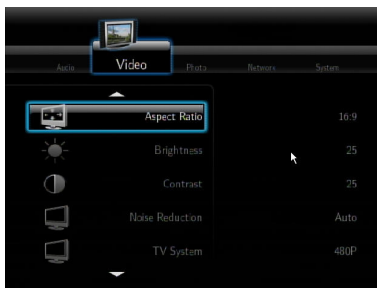 Audio Video Photo Network System
Aspect Ratio 16:9
Brightness 25
Contrast 25
Noise Reduction Auto
TV System 480P